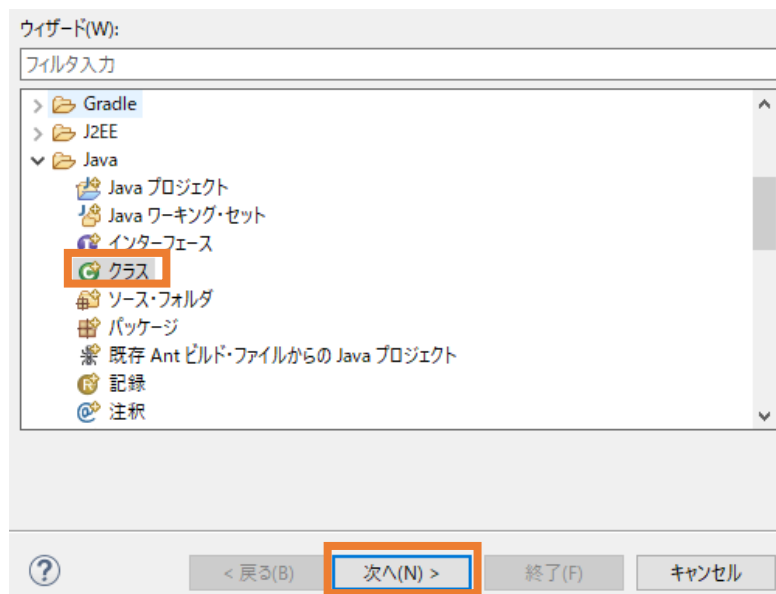 ウィザード(W):
フィルタ入力
Gradle
J2EE
Java
Java プロジェクト
Java ワーキング・セット
インターフェース
クラス
ソース・フォルダ
パッケージ
既存 Ant ビルド・ファイルからの Java プロジェクト
記録
注釈
< 戻る(B) 次へ(N) > 終了(F) キャンセル